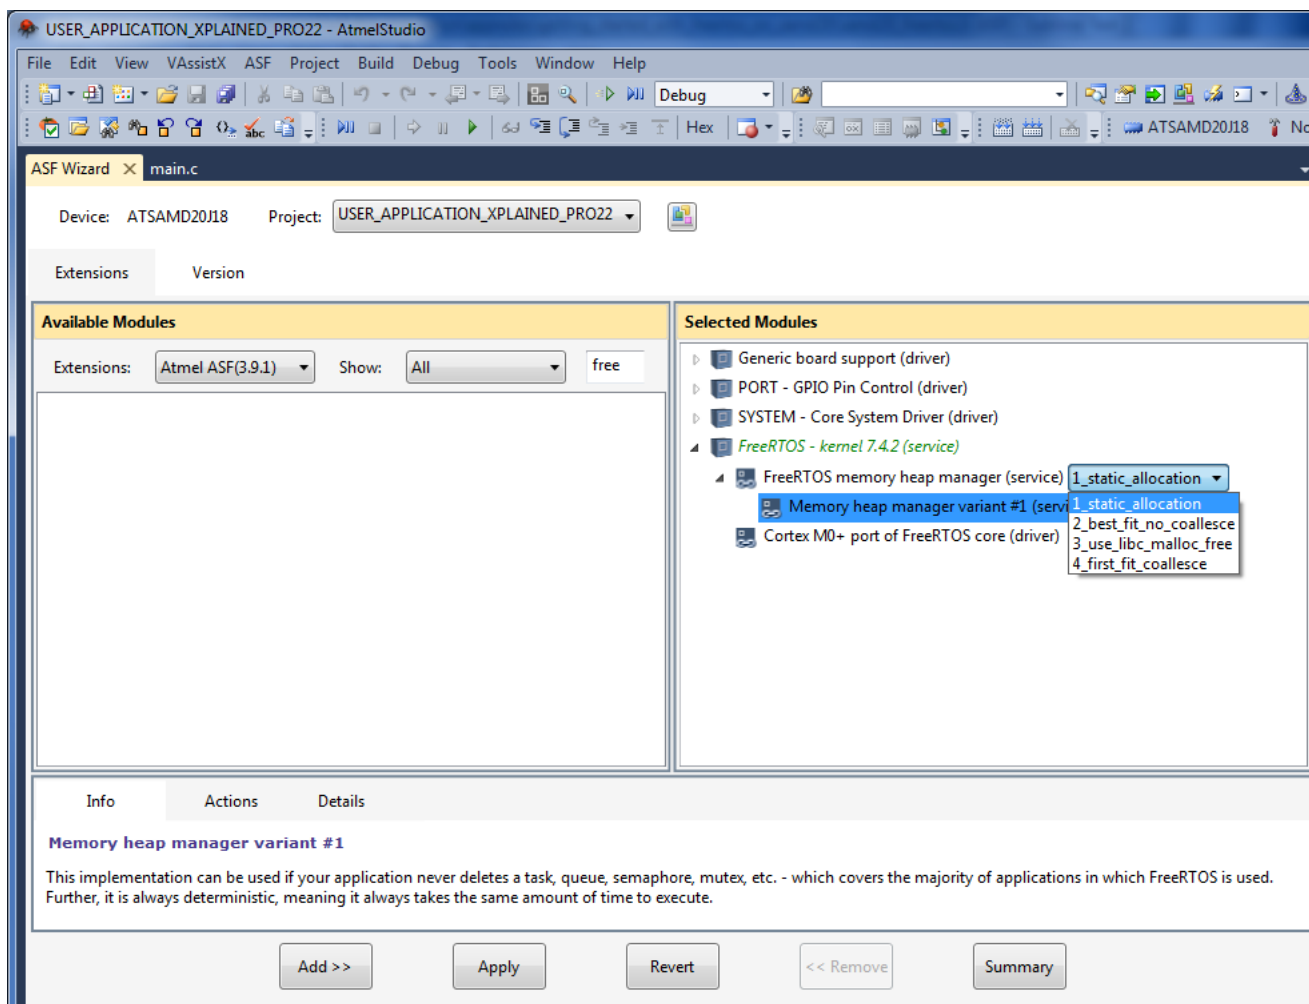 USER_APPLICATION_XPLAINED_PRO22 - AtmelStudio
File Edit View VAssistX ASF Project Build Debug Tools Window Help
Debug
abc Hex ATSAMD20J18 No
ASF Wizard main.c
Device: ATSAMD20J18 Project: USER_APPLICATION_XPLAINED_PRO22
Extensions Version
Available Modules
Extensions: Atmel ASF(3.9.1) Show: All free
Selected Modules
Generic board support (driver)
PORT - GPIO Pin Control (driver)
SYSTEM - Core System Driver (driver)
FreeRTOS - kernel 7.4.2 (service)
FreeRTOS memory heap manager (service) 1_static_allocation
Memory heap manager variant #1 (servi
Cortex M0+ port of FreeRTOS core (driver)
1_static_allocation
2_best_fit_no_coallesce
3_use_libc_malloc_free
4_first_fit_coallesce
Info Actions Details
Memory heap manager variant #1
This implementation can be used if your application never deletes a task, queue, semaphore, mutex, etc. - which covers the majority of applications in which FreeRTOS is used.
Further, it is always deterministic, meaning it always takes the same amount of time to execute.
Add >> Apply Revert << Remove Summary